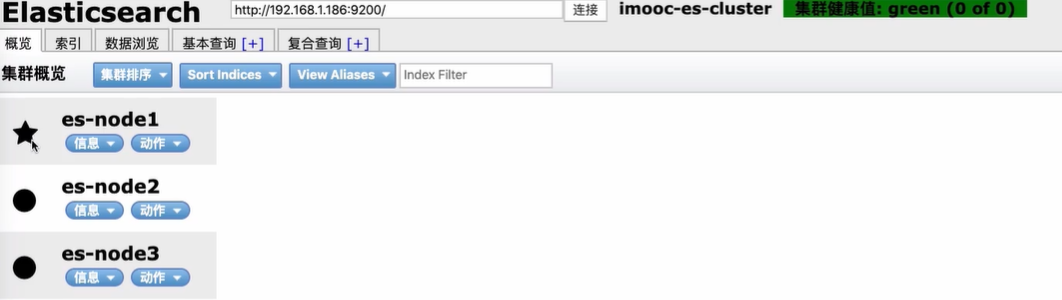 Elasticsearch http://192.168.1.186:9200/ 连接 imooc-es-cluster 集群健康值: green (0 of 0)
概览 索引 数据浏览 基本查询 [+] 复合查询 [+]
集群概览 集群排序 Sort Indices View Aliases Index Filter
es-node1
信息 动作
es-node2
信息 动作
es-node3
信息 动作